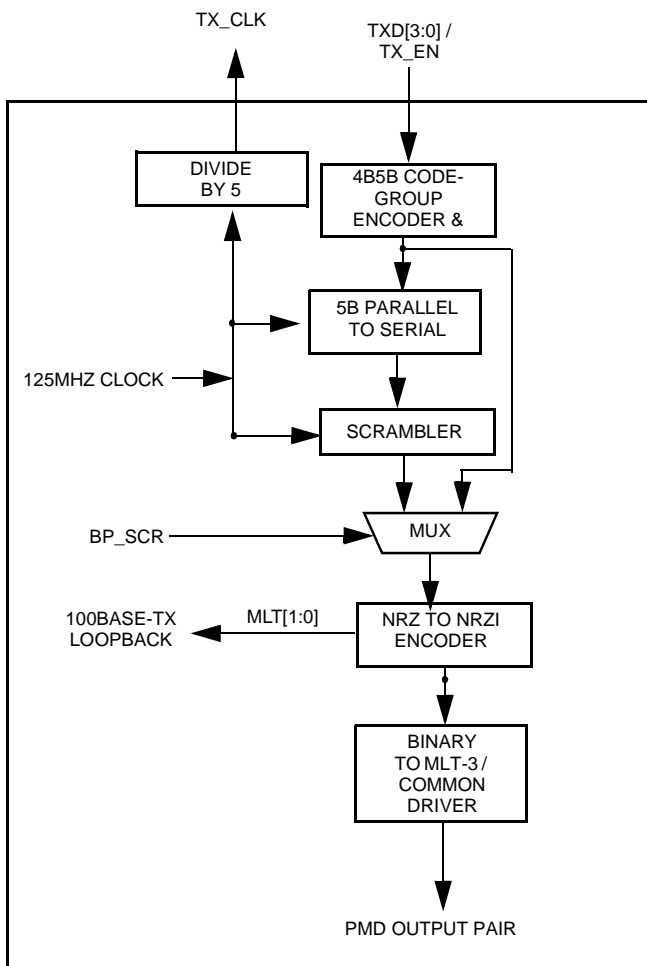 TX_CLK
TXD[3:0] /
TX_EN
DIVIDE
BY 5
4B5B CODE-
GROUP
ENCODER &
5B PARALLEL
TO SERIAL
125MHZ CLOCK
SCRAMBLER
BP_SCR
MUX
100BASE-TX
LOOPBACK
MLT[1:0]
NRZ TO NRZI
ENCODER
BINARY
TO MLT-3 /
COMMON
DRIVER
PMD OUTPUT PAIR